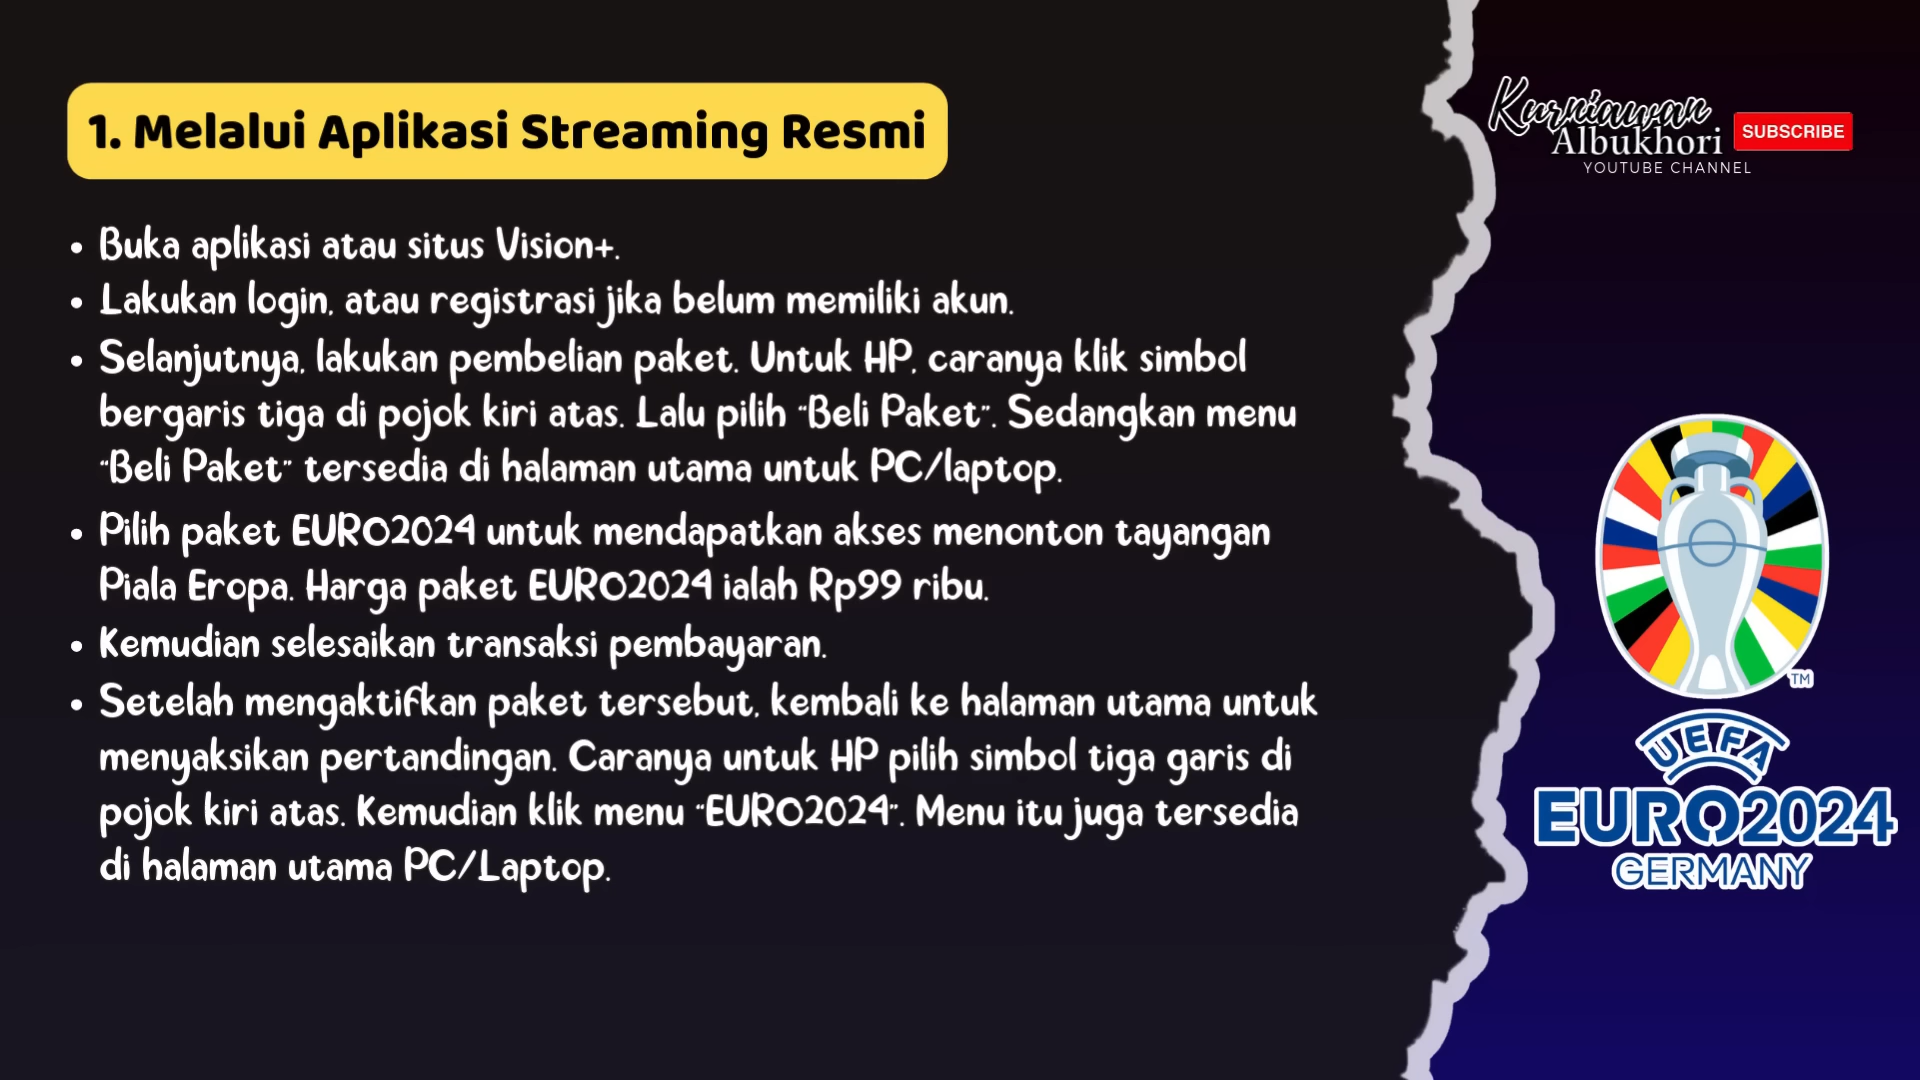 1. Melalui Aplikasi Streaming Resmi
Kurniawan
Albukhori
SUBSCRIBE
YOUTUBE CHANNEL
• Buka aplikasi atau situs Vision+.
• Lakukan login, atau registrasi jika belum memiliki akun.
• Selanjutnya, lakukan pembelian paket. Untuk HP, caranya klik simbol
bergaris tiga di pojok kiri atas. Lalu pilih “Beli Paket”. Sedangkan menu
“Beli Paket” tersedia di halaman utama untuk PC/laptop.
• Pilih paket EURO2024 untuk mendapatkan akses menonton tayangan
Piala Eropa. Harga paket EURO2024 ialah Rp99 ribu.
• Kemudian selesaikan transaksi pembayaran.
• Setelah mengaktifkan paket tersebut, kembali ke halaman utama untuk
menyaksikan pertandingan. Caranya untuk HP pilih simbol tiga garis di
pojok kiri atas. Kemudian klik menu “EURO2024”. Menu itu juga tersedia
di halaman utama PC/Laptop.
TM
UEFA
EURO2024
GERMANY